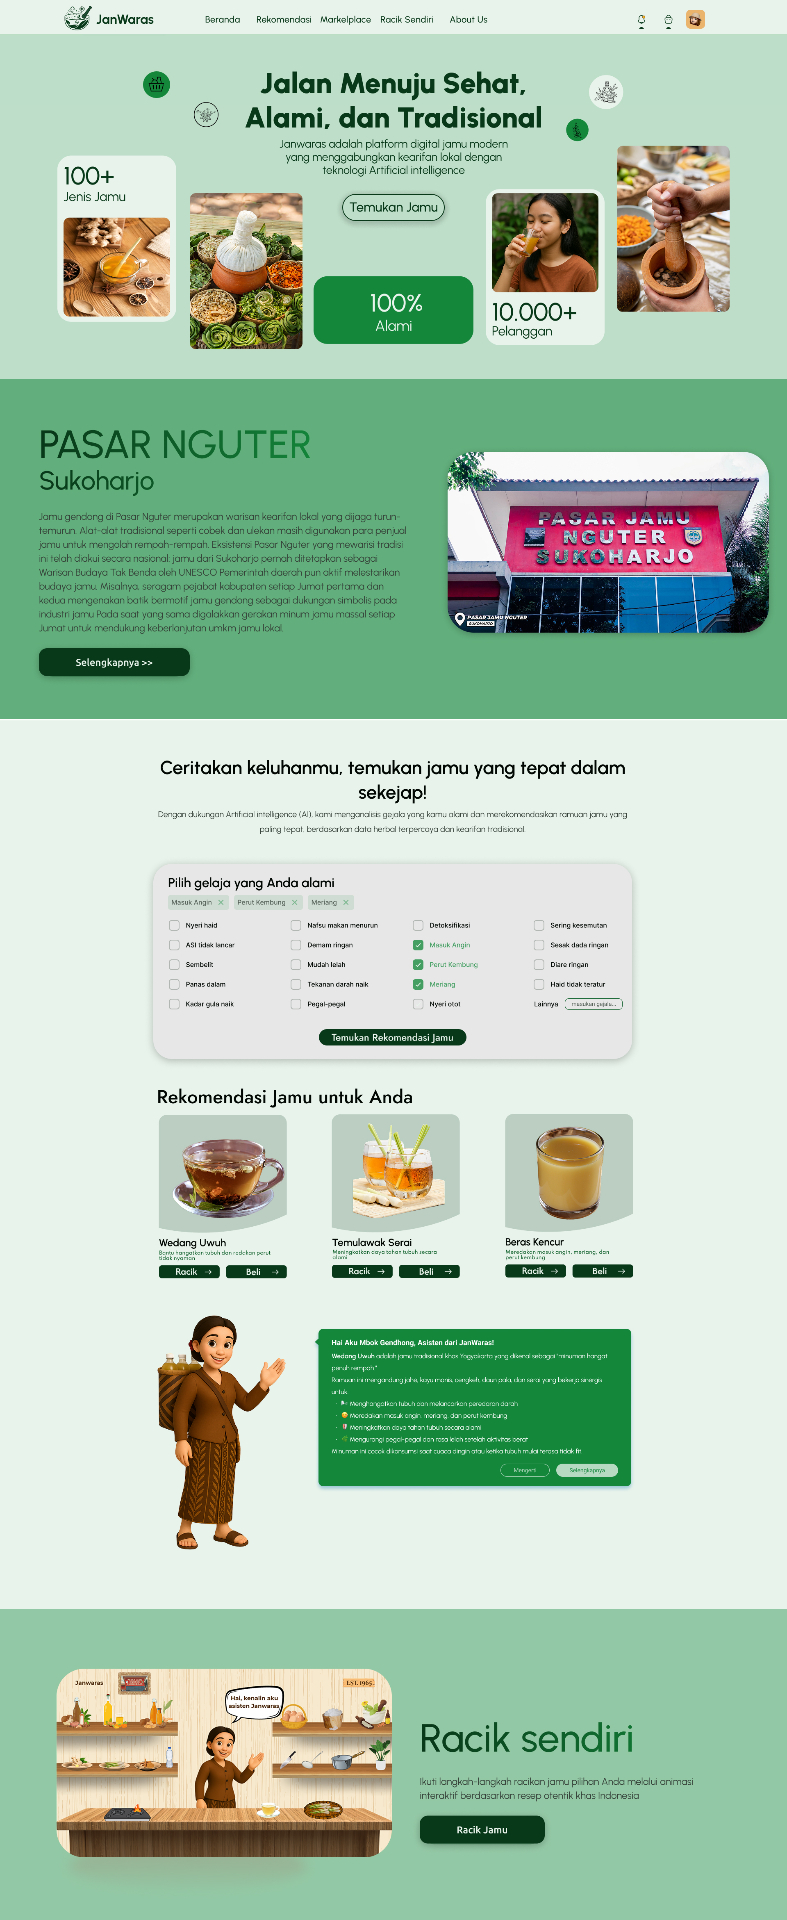 JanWaras
Beranda Rekomendasi Markelplace Racik Sendiri About Us
Jalan Menuju Sehat,
Alami, dan Tradisional
Janwaras adalah platform digital jamu modern
yang menggabungkan kearifan lokal dengan
teknologi Artificial intelligence
100+
Jenis Jamu
Temukan Jamu
100%
Alami
10.000+
Pelanggan
PASAR NGUTER
Sukoharjo
Jamu gendong di Pasar Nguter merupakan warisan kearifan lokal yang dijaga turun-
temurun. Alat-alat tradisional seperti cobek dan ulekan masih digunakan para penjual
jamu untuk mengolah rempah-rempah. Eksistensi Pasar Nguter yang mewarisi tradisi
ini telah diakui secara nasional, jamu dari Sukoharjo pernah ditetapkan sebagai
Warisan Budaya Tak Benda oleh UNESCO Pemerintah daerah pun aktif melestarikan
budaya jamu, Misalnya, seragam pejabat kabupaten setiap Jumat pertama dan
kedua mengenakan batik bermotif jamu gendong sebagai dukungan simbolis pada
industri jamu Pada saat yang sama digalakkan gerakan minum jamu massal setiap
Jumat untuk mendukung keberlanjutan umkm jamu lokal.
Selengkapnya >>
PASAR JAMU
NGUTER
SUKOHARJO
PASAR JAMU NGUTER
SUKOHARJO
Ceritakan keluhanmu, temukan jamu yang tepat dalam
sekejap!
Dengan dukungan Artificial intelligence (AI), kami menganalisis gejala yang kamu alami dan merekomendasikan ramuan jamu yang
paling tepat, berdasarkan data herbal terpercaya dan kearifan tradisional.
Pilih gelaja yang Anda alami
Masuk Angin Perut Kembung Meriang
Nyeri haid Nafsu makan menurun Detoksifikasi Sering kesemutan
ASI tidak lancar Demam ringan Masuk Angin Sesak dada ringan
Sembelit Mudah lelah Perut Kembung Diare ringan
Panas dalam Tekanan darah naik Meriang Haid tidak teratur
Kadar gula naik Pegal-pegal Nyeri otot Lainnya masukan gejala...
Temukan Rekomendasi Jamu
Rekomendasi Jamu untuk Anda
Wedang Uwuh
Bantu hangatkan tubuh dan redakan perut
tidak nyaman
Racik Beli
Temulawak Serai
Meningkatkan daya tahan tubuh secara
alami
Racik Beli
Beras Kencur
Meredakan masuk angin, meriang, dan
perut kembung
Racik Beli
Hai Aku Mbok Gendhong, Asisten dari JanWaras!
Wedang Uwuh adalah jamu tradisional khas Yogyakarta yang dikenal sebagai "minuman hangat
penuh rempah."
Ramuan ini mengandung jahe, kayu manis, cengkeh, daun pala, dan serai yang bekerja sinergis
untuk:
Menghangatkan tubuh dan melancarkan peredaran darah
Meredakan masuk angin, meriang, dan perut kembung
Meningkatkan daya tahan tubuh secara alami
Mengurangi pegal-pegal dan rasa lelah setelah aktivitas berat
Minuman ini cocok dikonsumsi saat cuaca dingin atau ketika tubuh mulai terasa tidak fit
Mengerti Selengkapnya
Janwaras
EST. 1965
Hai, kenalin aku
asisten Janwaras
Racik sendiri
Ikuti langkah-langkah racikan jamu pilihan Anda melalui animasi
interaktif berdasarkan resep otentik khas Indonesia
Racik Jamu